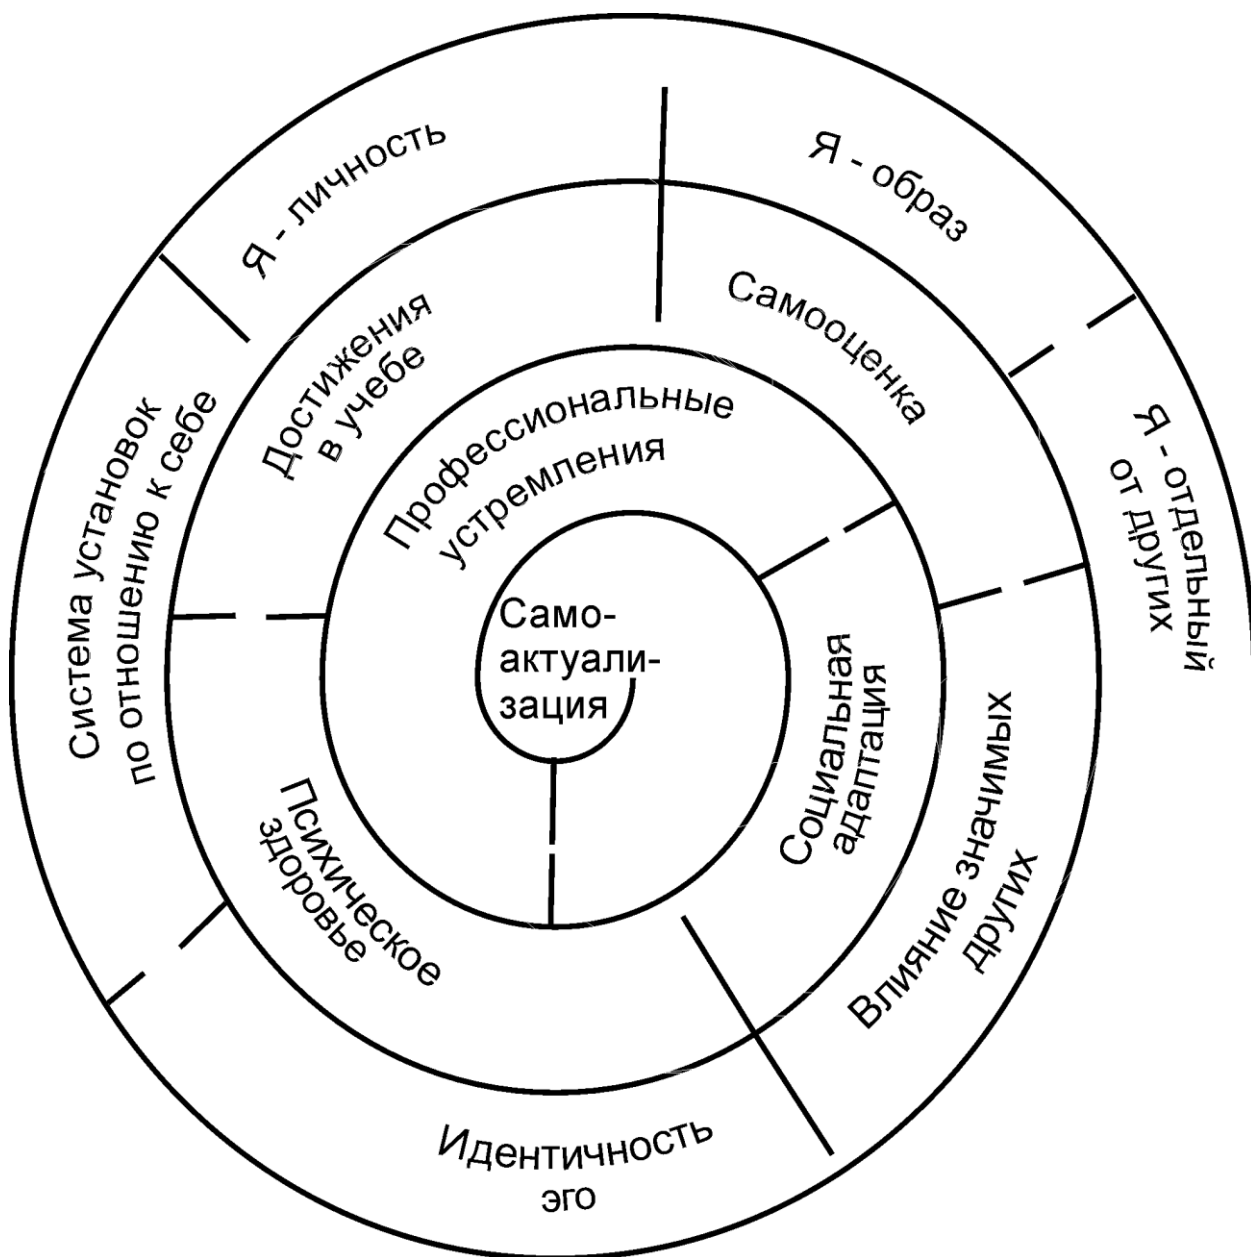 Я - личность
Я - образ
Я - отдельный
от других
Система установок
по отношению к себе
Достижения
в учебе
Самооценка
Профессиональные
устремления
Само-
актуали-
зация
Социальная
адаптация
Влияние значимых
других
Психическое
здоровье
Идентичность
эго